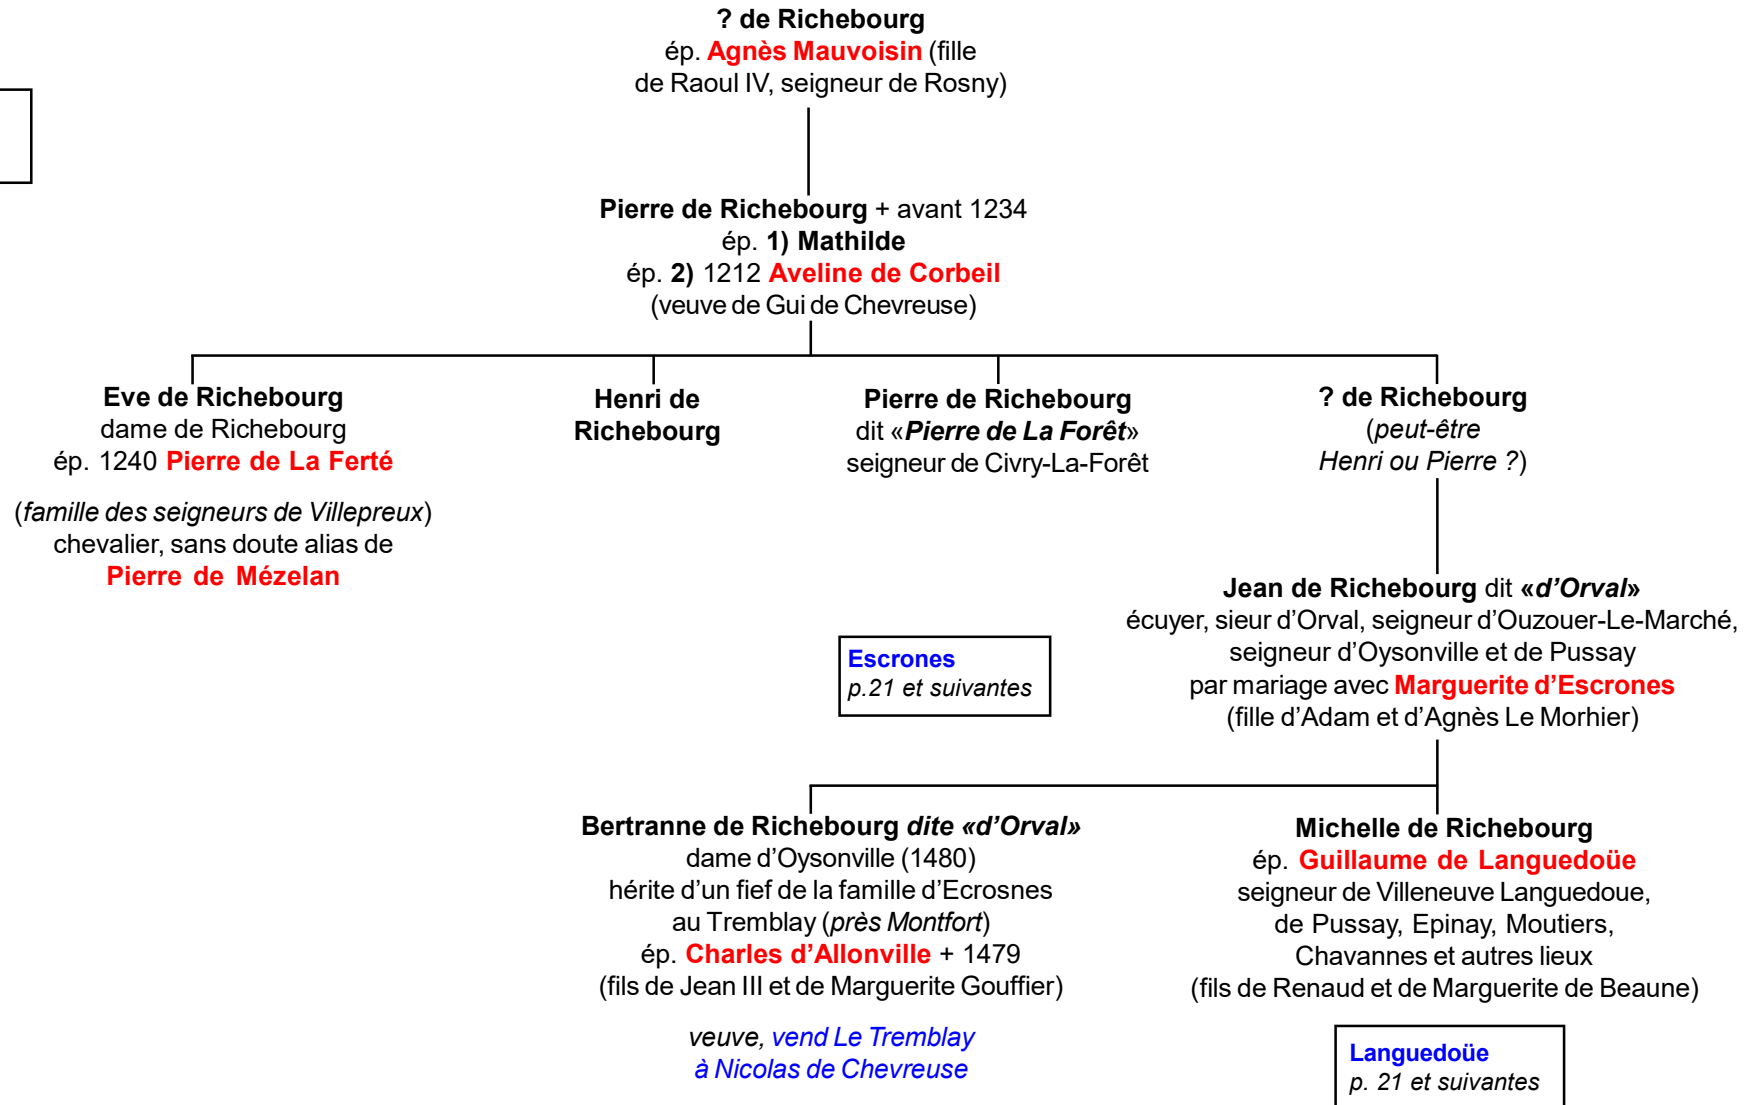 ? de Richebourg
ép. Agnès Mauvoisin (fille
de Raoul IV, seigneur de Rosny)
Pierre de Richebourg + avant 1234
ép. 1) Mathilde
ép. 2) 1212 Aveline de Corbeil
(veuve de Gui de Chevreuse)
Eve de Richebourg
dame de Richebourg
ép. 1240 Pierre de La Ferté
(famille des seigneurs de Villepreux)
chevalier, sans doute alias de
Pierre de Mézelan
Henri de
Richebourg
Pierre de Richebourg
dit «Pierre de La Forêt»
seigneur de Civry-La-Forêt
? de Richebourg
(peut-être
Henri ou Pierre ?)
Jean de Richebourg dit «d’Orval»
écuyer, sieur d’Orval, seigneur d’Ouzouer-Le-Marché,
seigneur d’Oysonville et de Pussay
par mariage avec Marguerite d’Escrones
(fille d’Adam et d’Agnès Le Morhier)
Escrones
p.21 et suivantes
Bertranne de Richebourg dite «d’Orval»
dame d’Oysonville (1480)
hérite d’un fief de la famille d’Ecrosnes
au Tremblay (près Montfort)
ép. Charles d’Allonville + 1479
(fils de Jean III et de Marguerite Gouffier)
veuve, vend Le Tremblay
à Nicolas de Chevreuse
Michelle de Richebourg
ép. Guillaume de Languedoüe
seigneur de Villeneuve Languedoue,
de Pussay, Epinay, Moutiers,
Chavannes et autres lieux
(fils de Renaud et de Marguerite de Beaune)
Languedoüe
p. 21 et suivantes